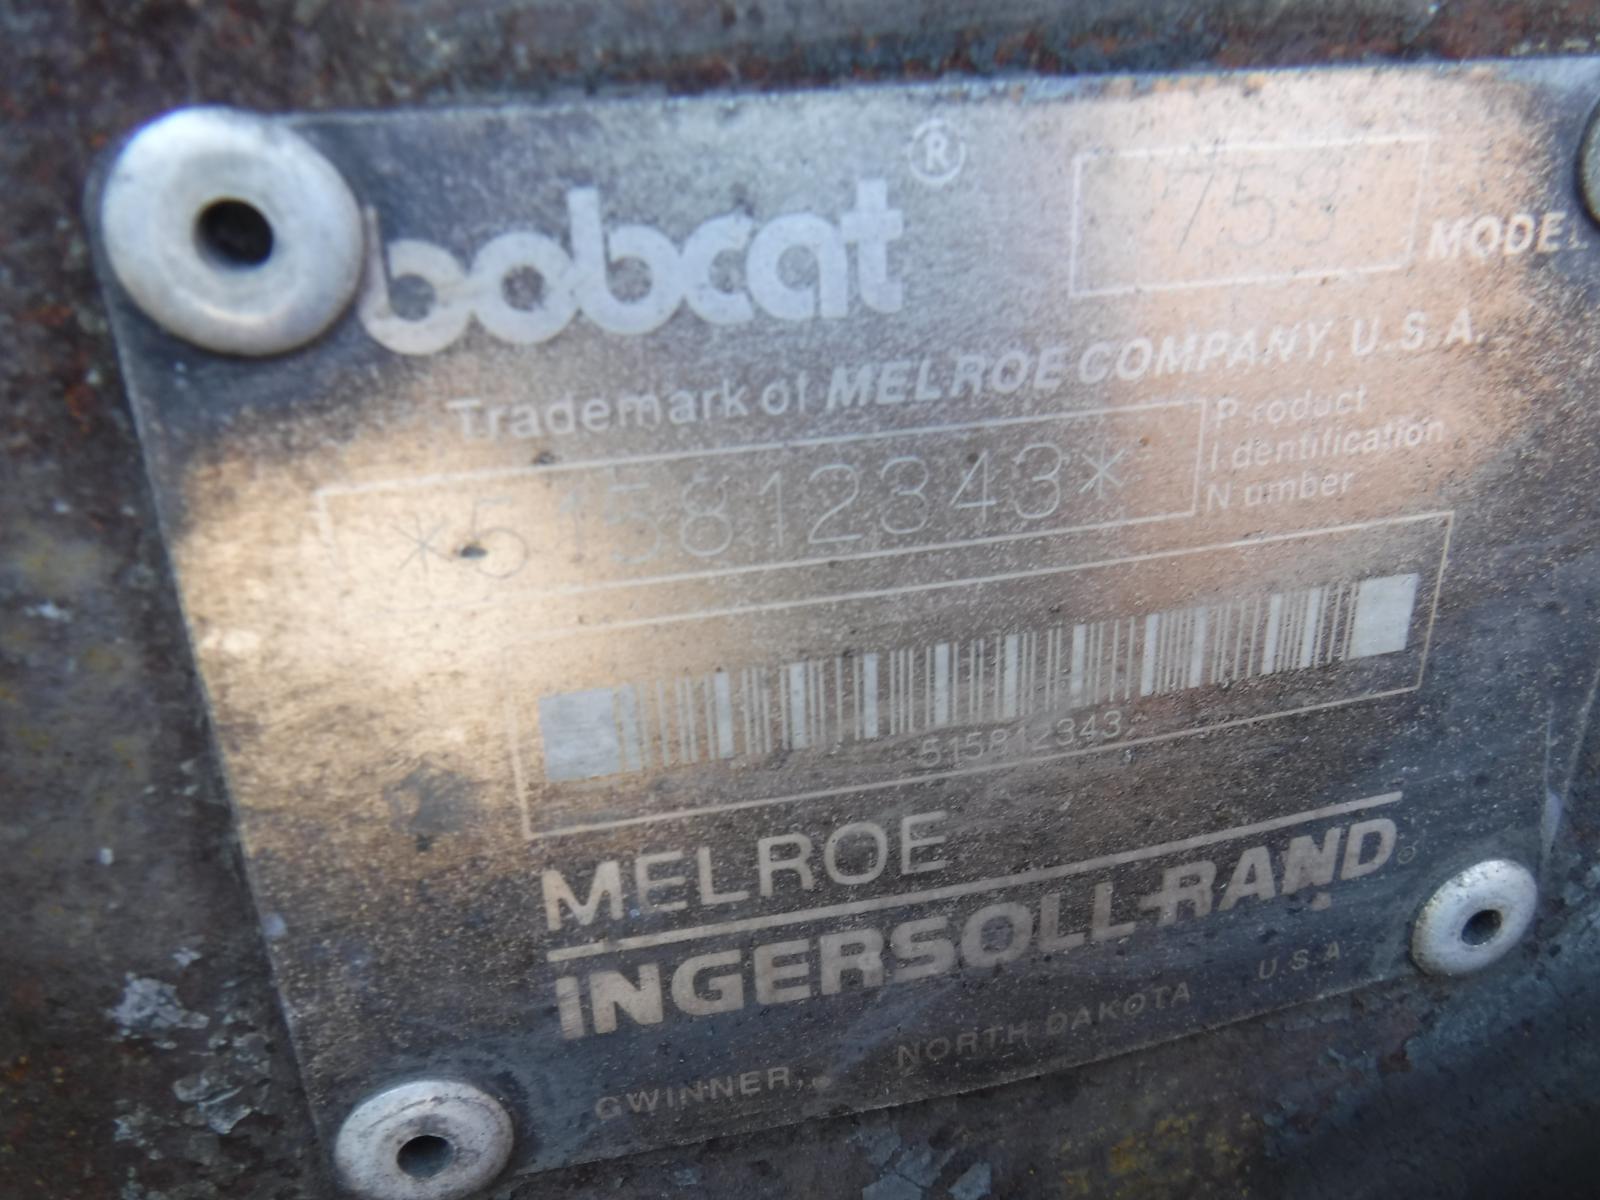 bobcat® 753 MODEL
Trademark of MELROE COMPANY, U.S.A.
*515812343* Product
Identification
Number
515812343
MELROE
INGERSOLL-RAND®
GWINNER, NORTH DAKOTA U.S.A